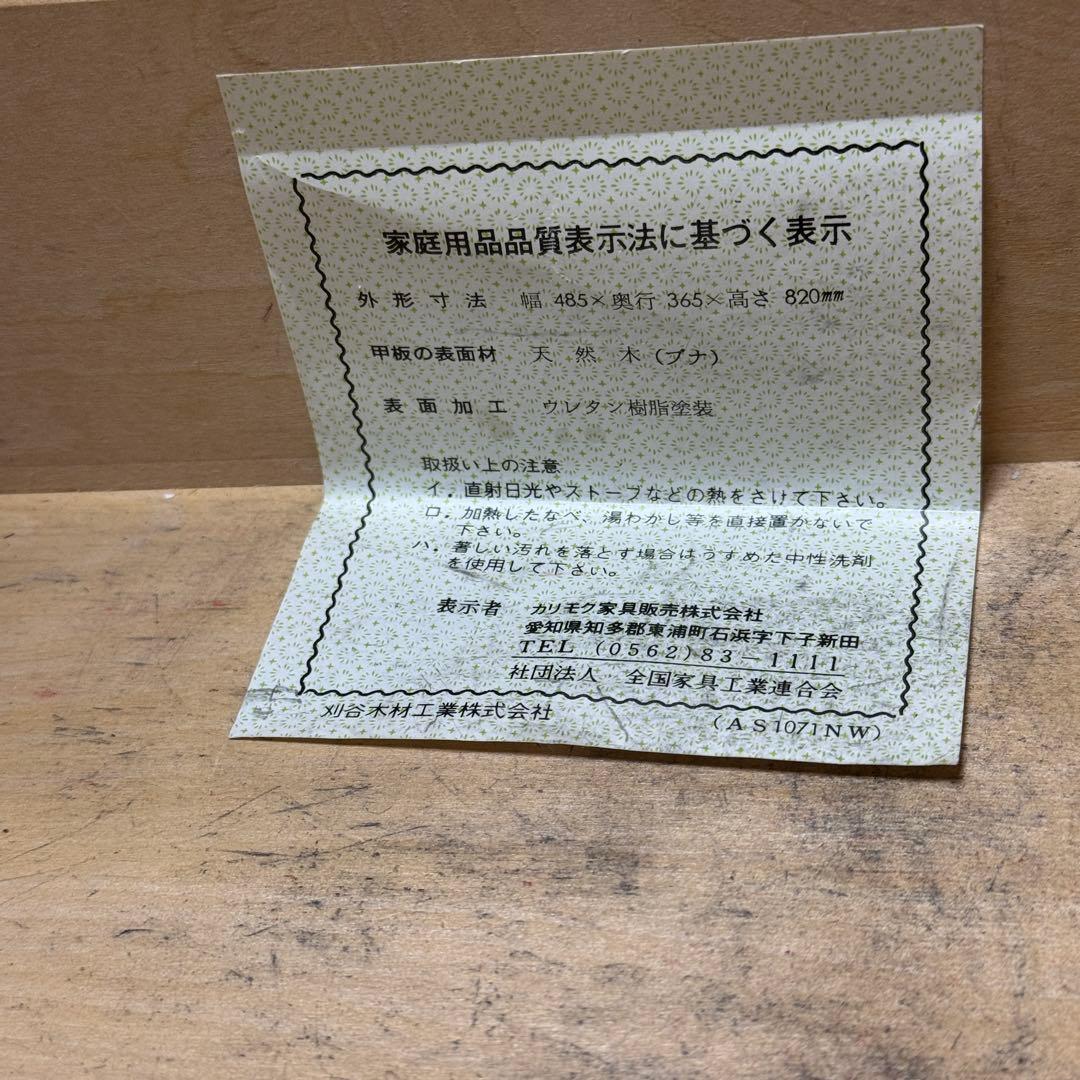 家庭用品品質表示法に基づく表示
外形寸法 幅 485×奥行 365×高さ 820mm
甲板の表面材 天然木(ブナ)
表面加工 ウレタン樹脂塗装
取扱い上の注意
イ. 直射日光やストーブなどの熱をさけて下さい。
ロ. 加熱したなべ、湯わかし等を直接置かないで
下さい。
ハ. 著しい汚れを落とす場合はうすめた中性洗剤
を使用して下さい。
表示者 カリモク家具販売株式会社
愛知県知多郡東浦町石浜字下子新田
TEL (0562)83-1111
社団法人 全国家具工業連合会
刈谷木材工業株式会社 (AS1071NW)